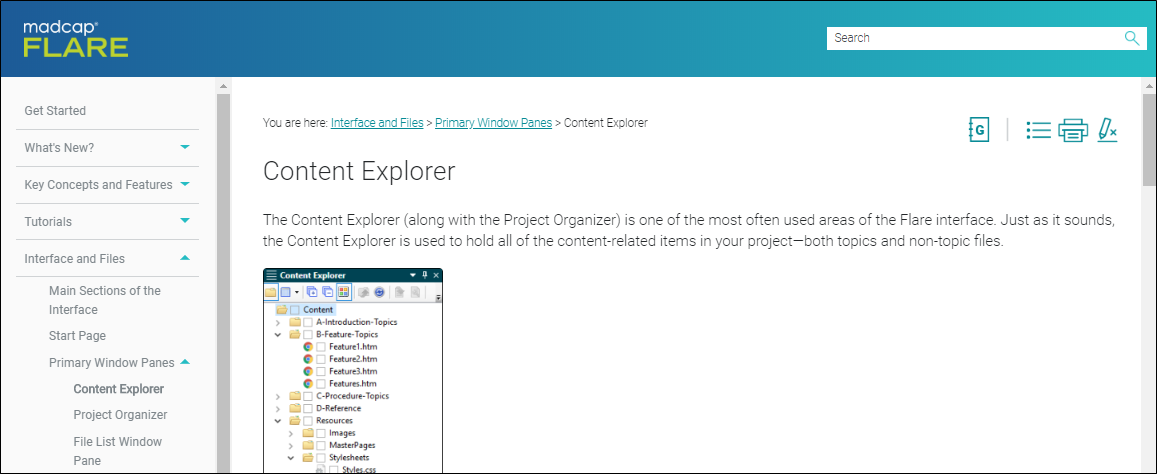 madcap®
FLARE
Search
Get Started
What's New?
Key Concepts and Features
Tutorials
Interface and Files
Main Sections of the
Interface
Start Page
Primary Window Panes
Content Explorer
Project Organizer
File List Window
Pane
You are here: Interface and Files > Primary Window Panes > Content Explorer
G
Content Explorer
The Content Explorer (along with the Project Organizer) is one of the most often used areas of the Flare interface. Just as it sounds,
the Content Explorer is used to hold all of the content-related items in your project—both topics and non-topic files.
Content Explorer
Content
A-Introduction-Topics
B-Feature-Topics
Feature1.htm
Feature2.htm
Feature3.htm
Features.htm
C-Procedure-Topics
D-Reference
Resources
Images
MasterPages
Stylesheets
Styles.css